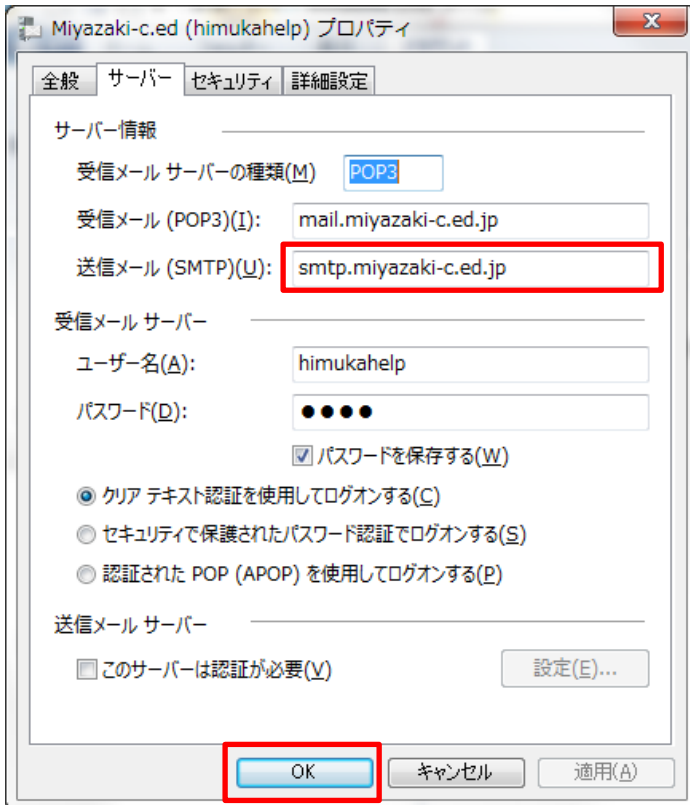 Miyazaki-c.ed (himukahelp) プロパティ
全般 サーバー セキュリティ 詳細設定
サーバー情報
受信メール サーバーの種類(M) POP3
受信メール (POP3)(I): mail.miyazaki-c.ed.jp
送信メール (SMTP)(U): smtp.miyazaki-c.ed.jp
受信メール サーバー
ユーザー名(A): himukahelp
パスワード(D): ●●●●
パスワードを保存する(W)
クリア テキスト認証を使用してログオンする(C)
セキュリティで保護されたパスワード認証でログオンする(S)
認証された POP (APOP) を使用してログオンする(P)
送信メール サーバー
このサーバーは認証が必要(V) 設定(E)...
OK キャンセル 適用(A)